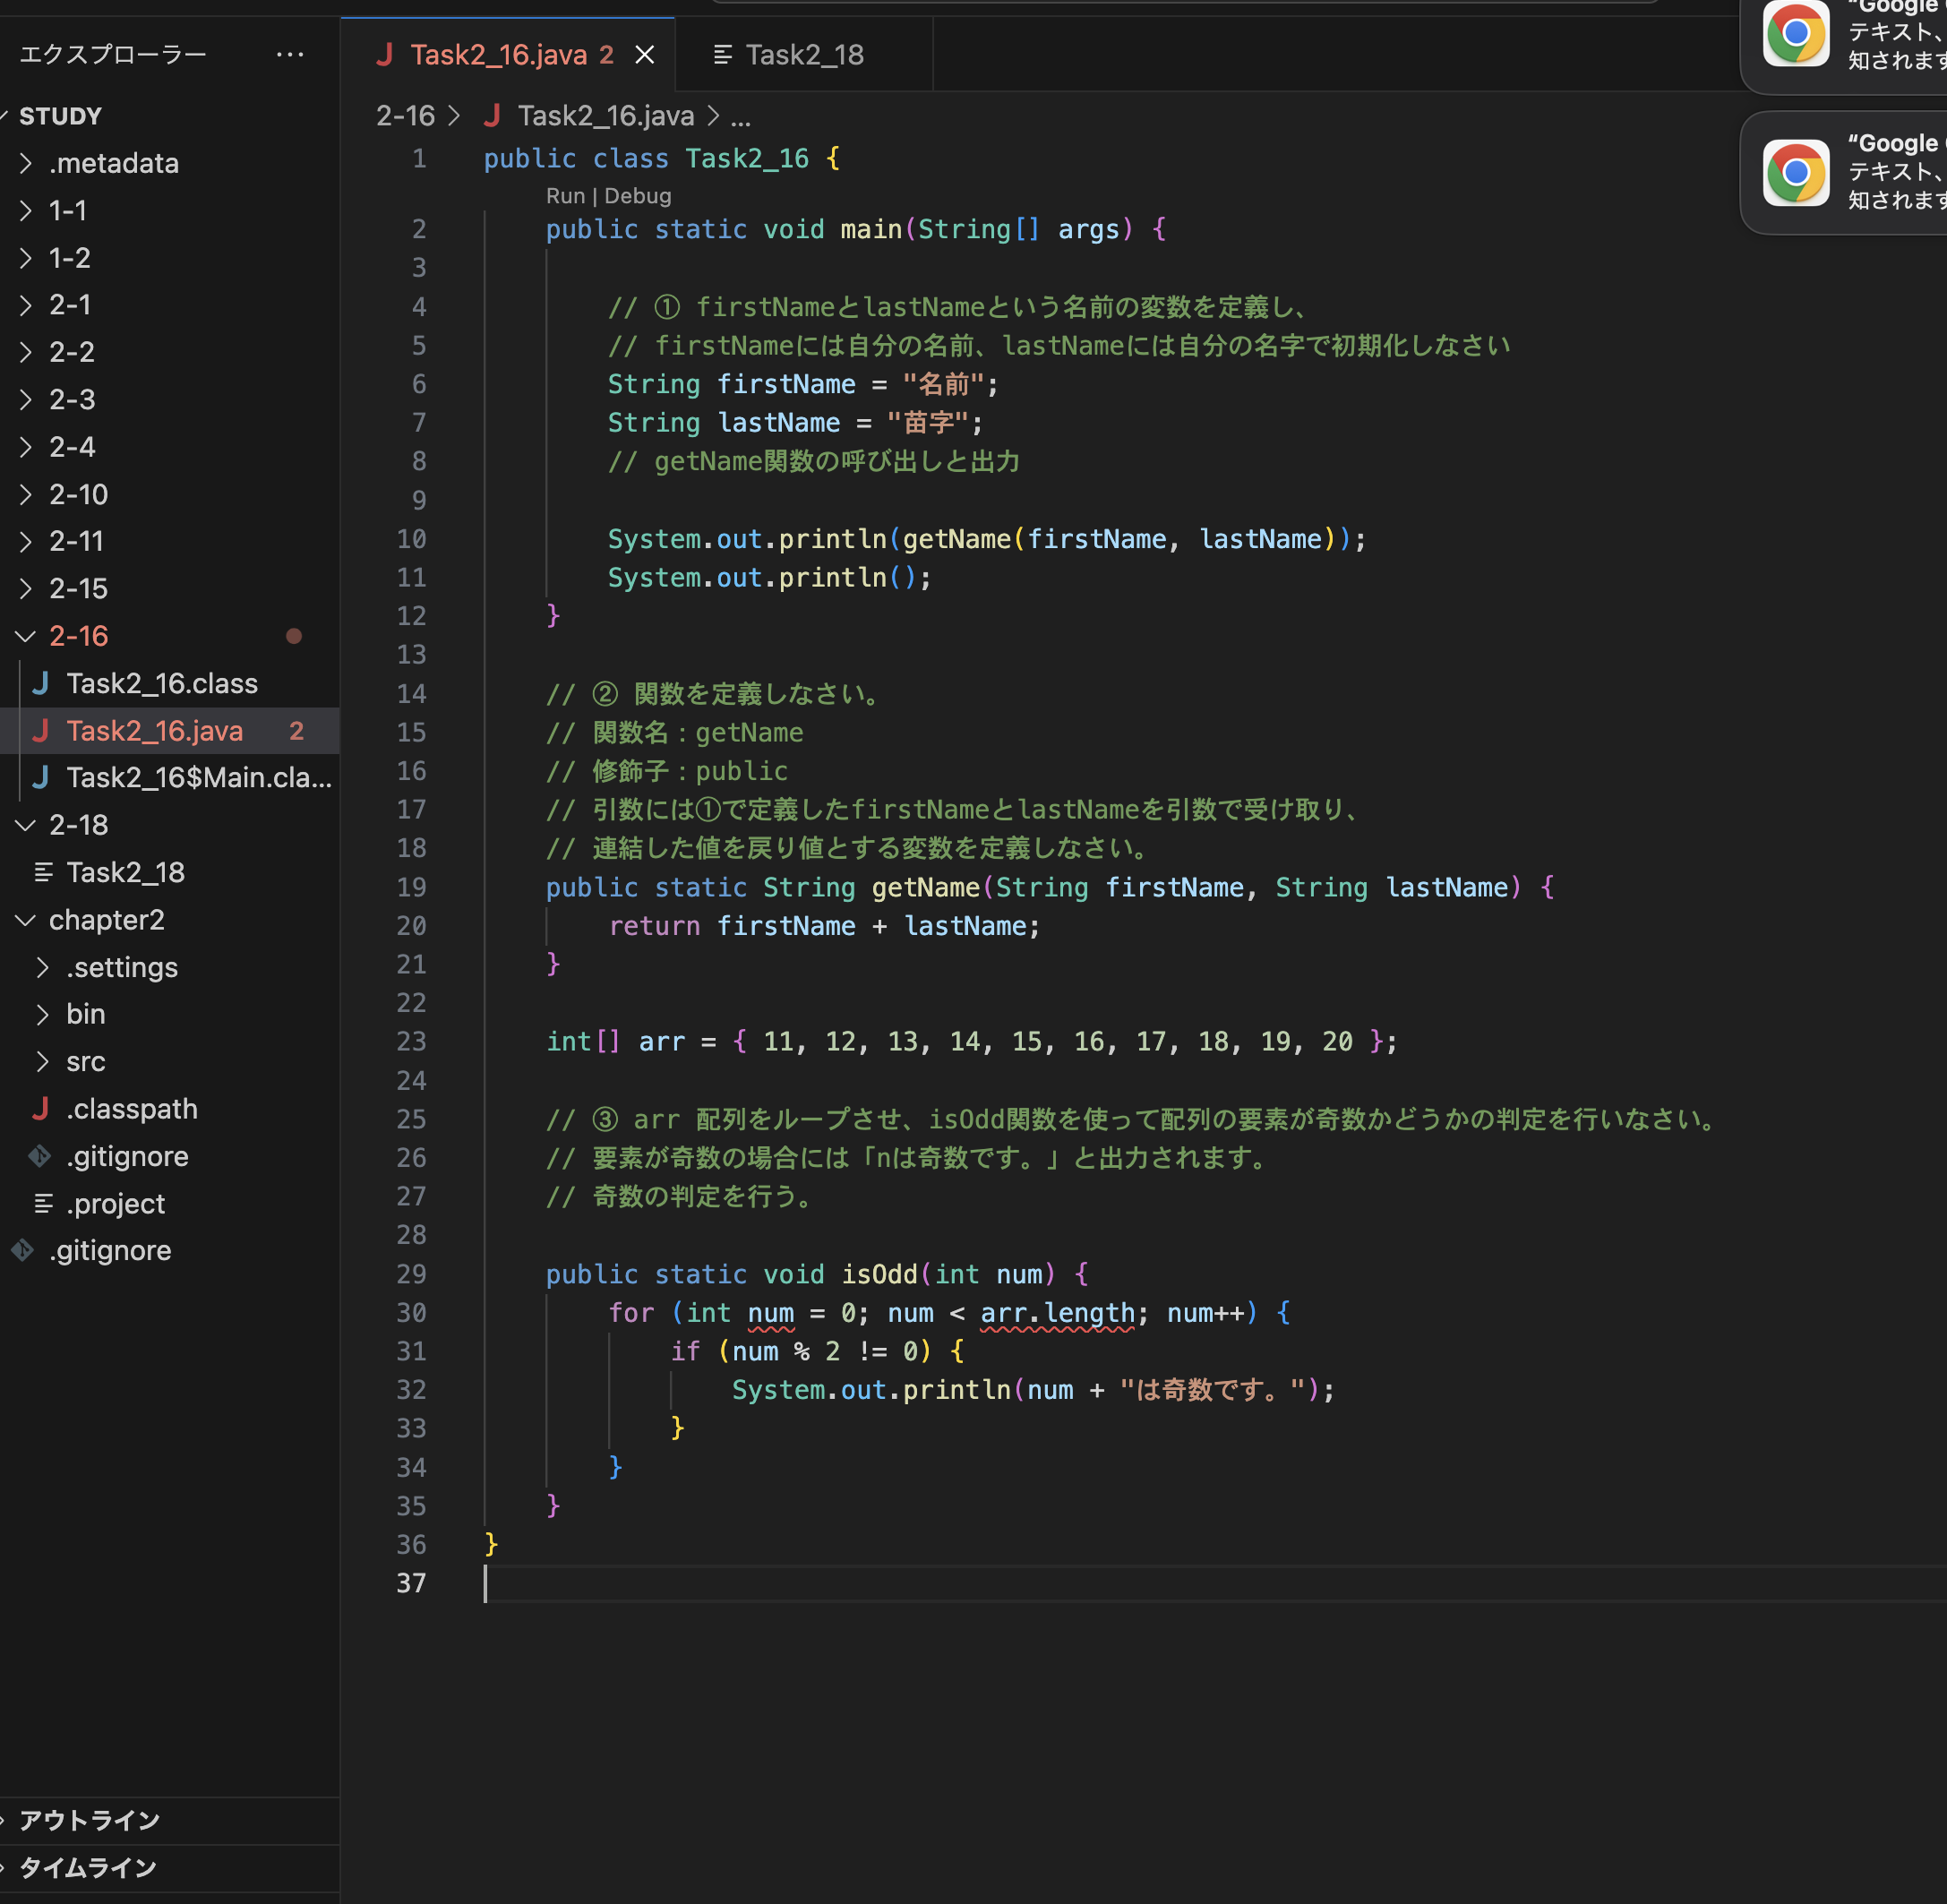 エクスプローラー ···
STUDY
.metadata
1-1
1-2
2-1
2-2
2-3
2-4
2-10
2-11
2-15
2-16
Task2_16.class
Task2_16.java 2
Task2_16$Main.cla...
2-18
Task2_18
chapter2
.settings
bin
src
.classpath
.gitignore
.project
.gitignore
アウトライン
タイムライン
Task2_16.java 2
Task2_18
2-16 > Task2_16.java > ...
1 public class Task2_16 {
Run | Debug
2 public static void main(String[] args) {
3
4 // ① firstNameとlastNameという名前の変数を定義し、
5 // firstNameには自分の名前、lastNameには自分の名字で初期化しなさい
6 String firstName = "名前";
7 String lastName = "苗字";
8 // getName関数の呼び出しと出力
9
10 System.out.println(getName(firstName, lastName));
11 System.out.println();
12 }
13
14 // ② 関数を定義しなさい。
15 // 関数名：getName
16 // 修飾子：public
17 // 引数には①で定義したfirstNameとlastNameを引数で受け取り、
18 // 連結した値を戻り値とする変数を定義しなさい。
19 public static String getName(String firstName, String lastName) {
20 return firstName + lastName;
21 }
22
23 int[] arr = { 11, 12, 13, 14, 15, 16, 17, 18, 19, 20 };
24
25 // ③ arr 配列をループさせ、isOdd関数を使って配列の要素が奇数かどうかの判定を行いなさい。
26 // 要素が奇数の場合には「nは奇数です。」と出力されます。
27 // 奇数の判定を行う。
28
29 public static void isOdd(int num) {
30 for (int num = 0; num < arr.length; num++) {
31 if (num % 2 != 0) {
32 System.out.println(num + "は奇数です。");
33 }
34 }
35 }
36 }
37
“Google
テキスト、
知されます
“Google
テキスト、
知されます